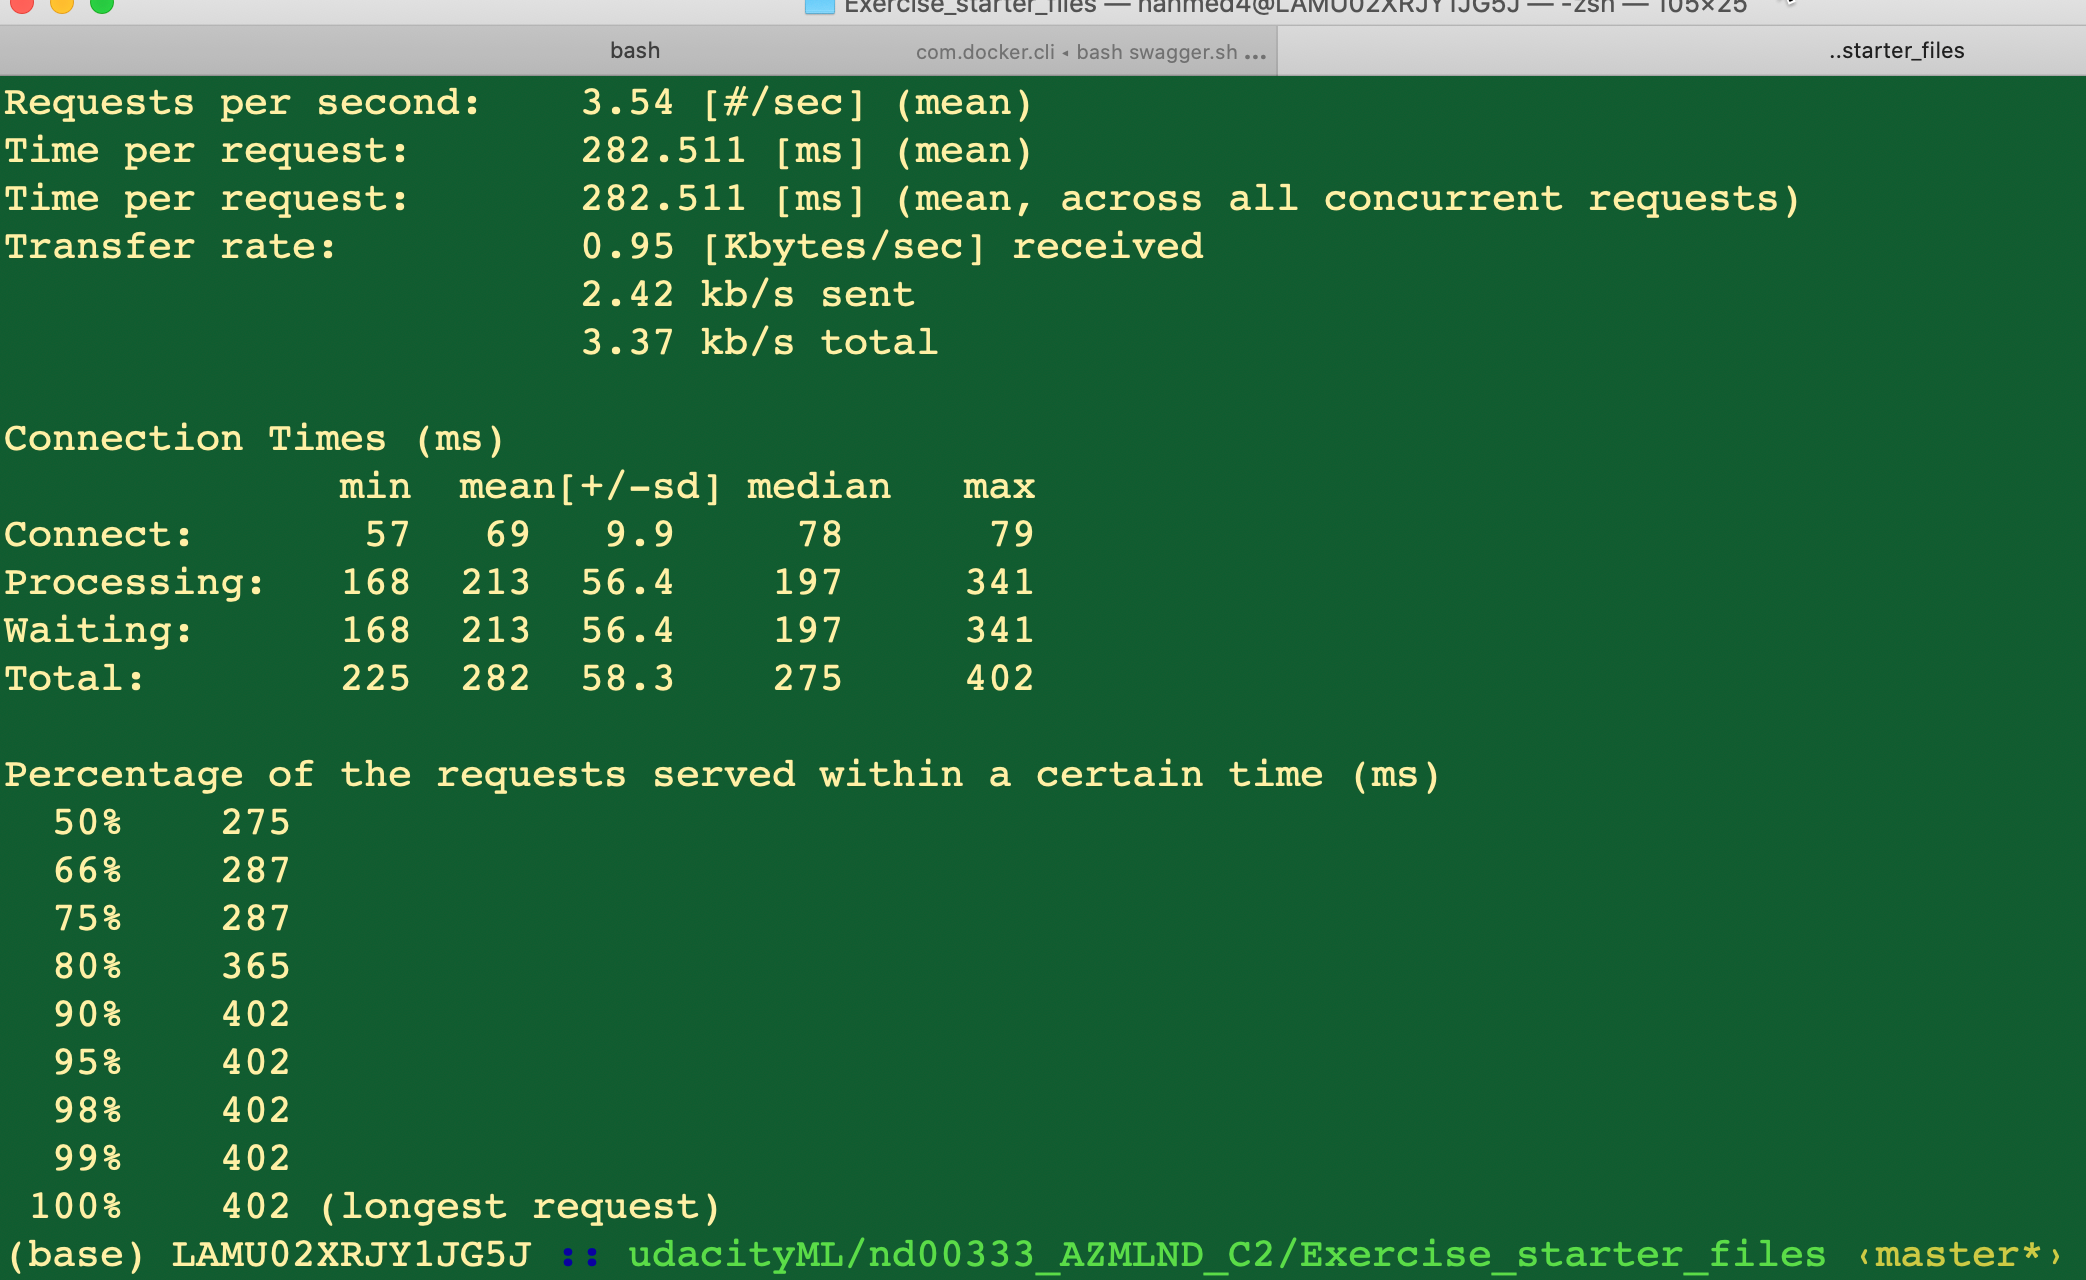 Exercise_starter_files — nahmed4@LAMU02XRJY1JG5J — -zsh — 105×25
bash
com.docker.cli ◂ bash swagger.sh ...
..starter_files
Requests per second:    3.54 [#/sec] (mean)
Time per request:       282.511 [ms] (mean)
Time per request:       282.511 [ms] (mean, across all concurrent requests)
Transfer rate:          0.95 [Kbytes/sec] received
                        2.42 kb/s sent
                        3.37 kb/s total
Connection Times (ms)
              min  mean[+/-sd] median   max
Connect:       57   69   9.9     78      79
Processing:   168  213  56.4    197     341
Waiting:      168  213  56.4    197     341
Total:        225  282  58.3    275     402
Percentage of the requests served within a certain time (ms)
  50%    275
  66%    287
  75%    287
  80%    365
  90%    402
  95%    402
  98%    402
  99%    402
 100%    402 (longest request)
(base) LAMU02XRJY1JG5J :: udacityML/nd00333_AZMLND_C2/Exercise_starter_files ‹master*›